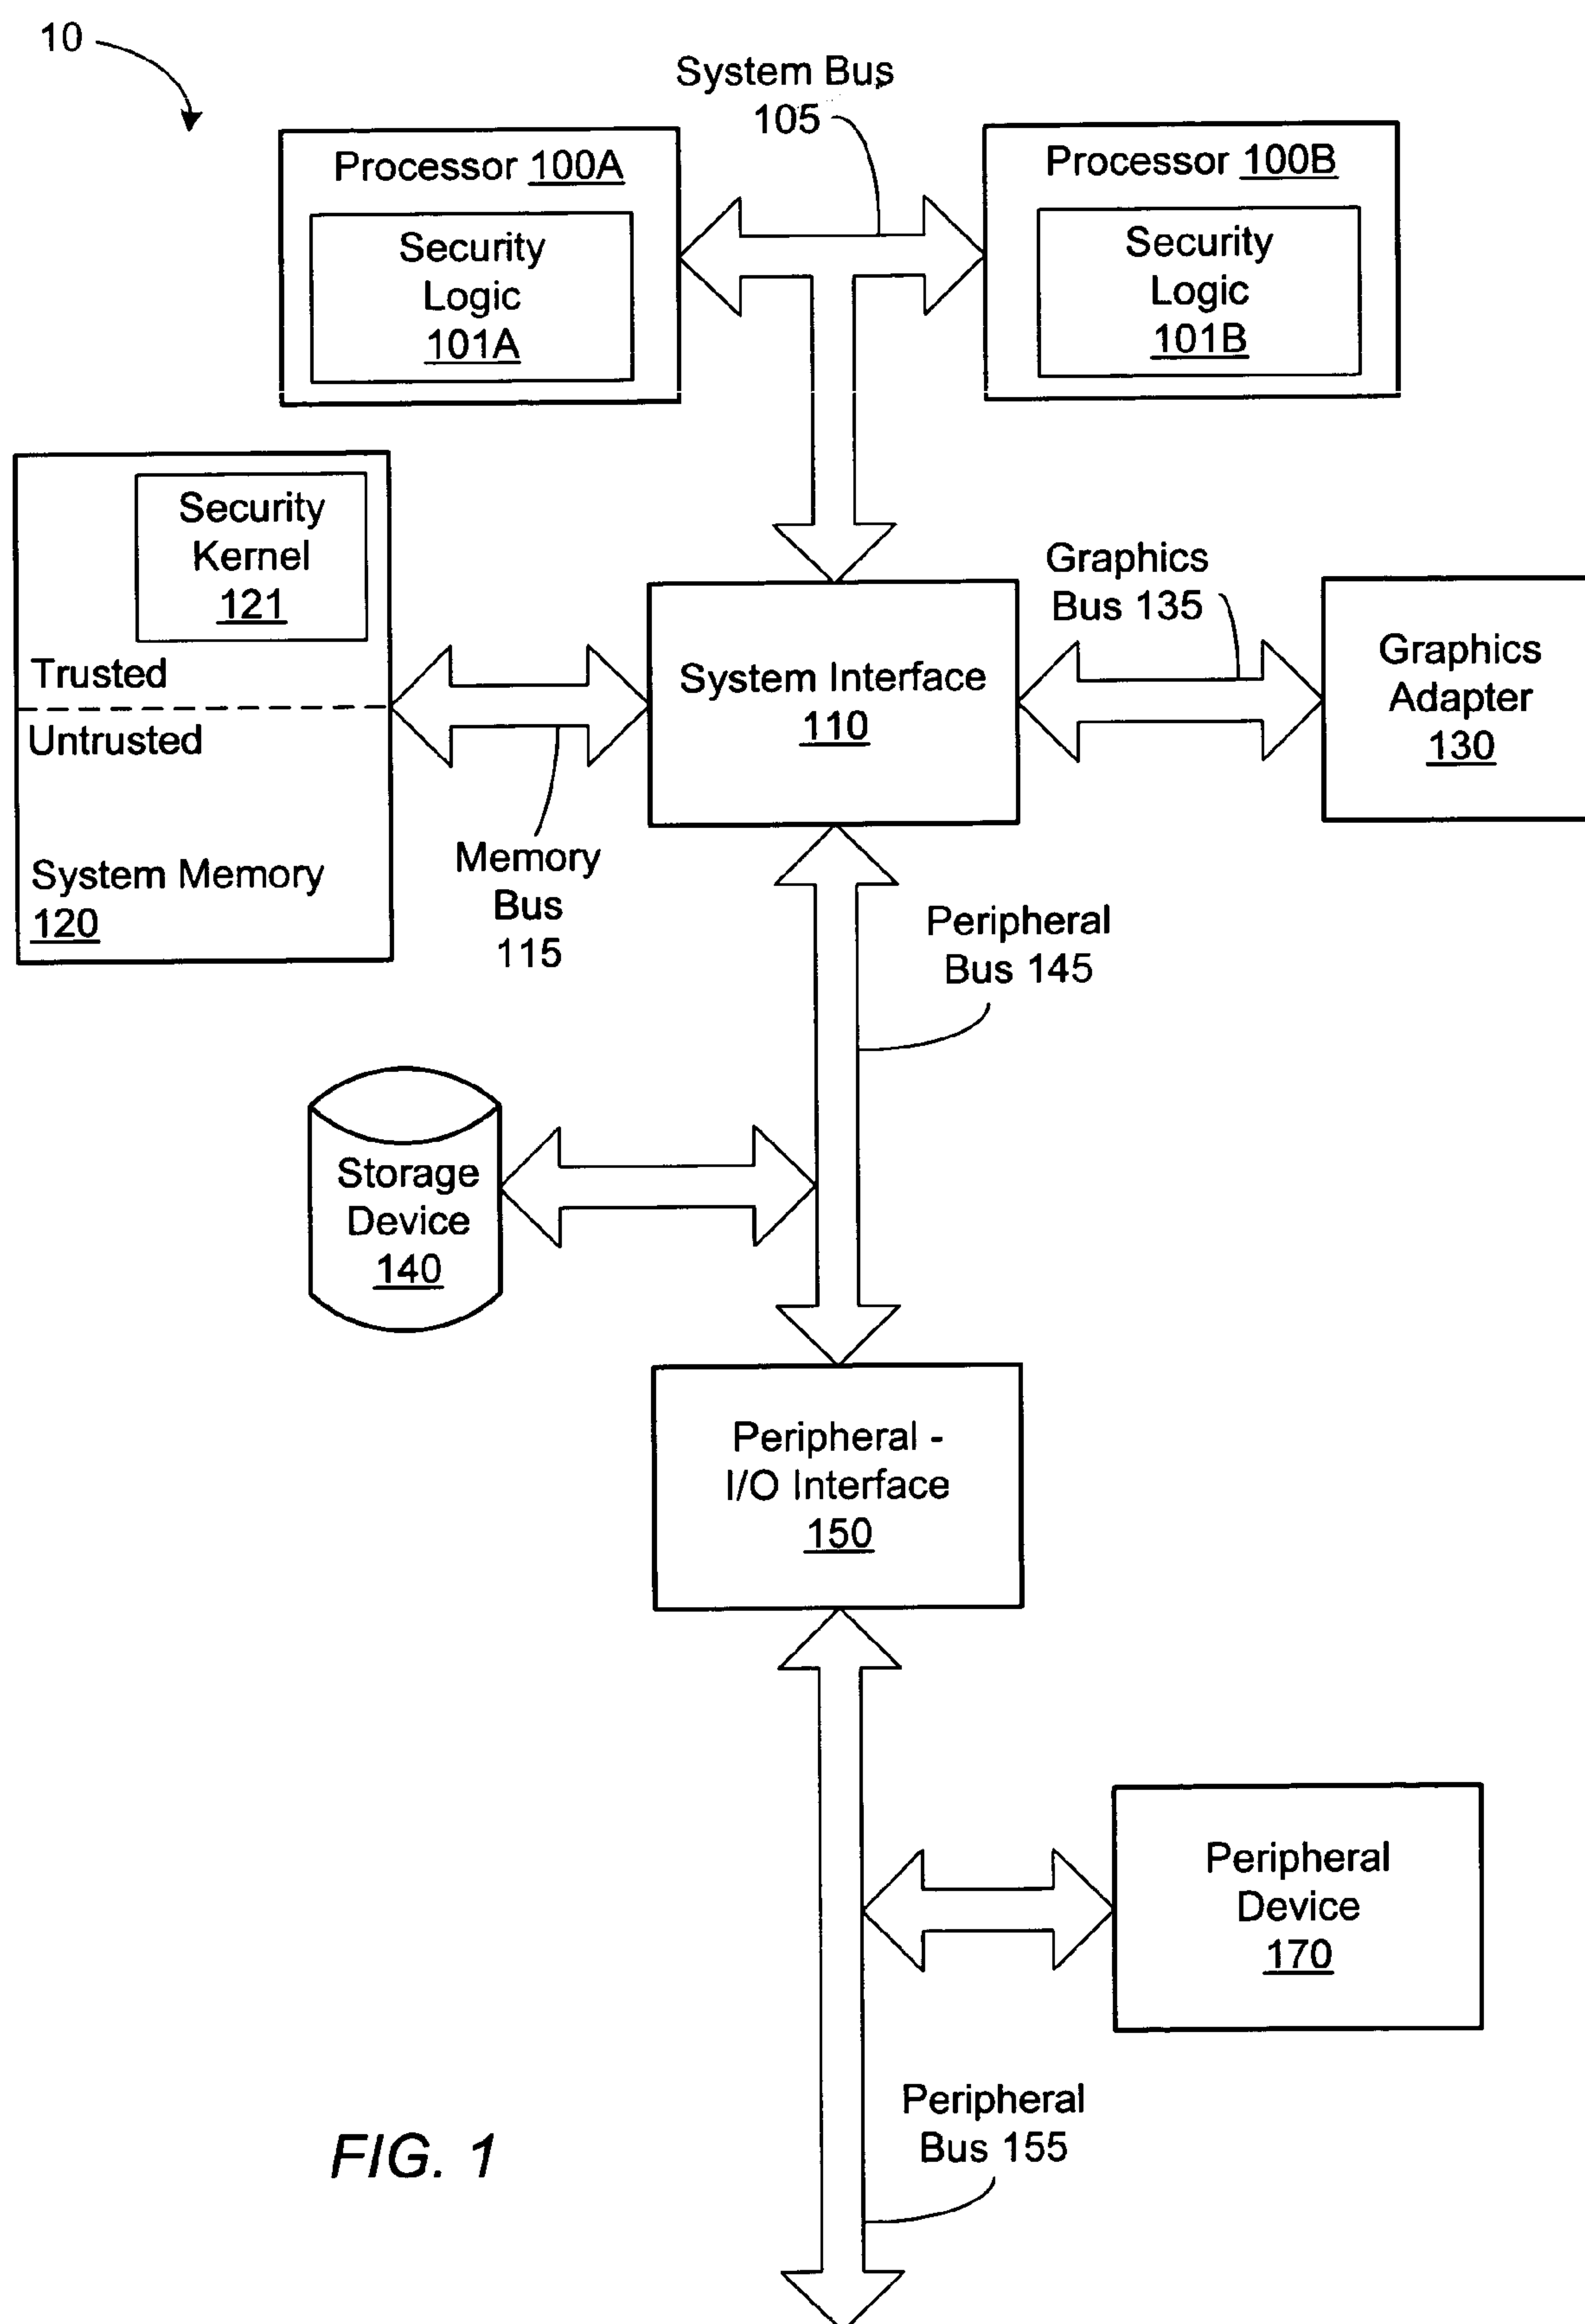 10
System Bus
105
Processor 100A
Security
Logic
101A
Processor 100B
Security
Logic
101B
Security
Kernel
121
Trusted
Untrusted
System Memory
120
Memory
Bus
115
System Interface
110
Graphics
Bus 135
Graphics
Adapter
130
Peripheral
Bus 145
Storage
Device
140
Peripheral -
I/O Interface
150
Peripheral
Device
170
Peripheral
Bus 155
FIG. 1